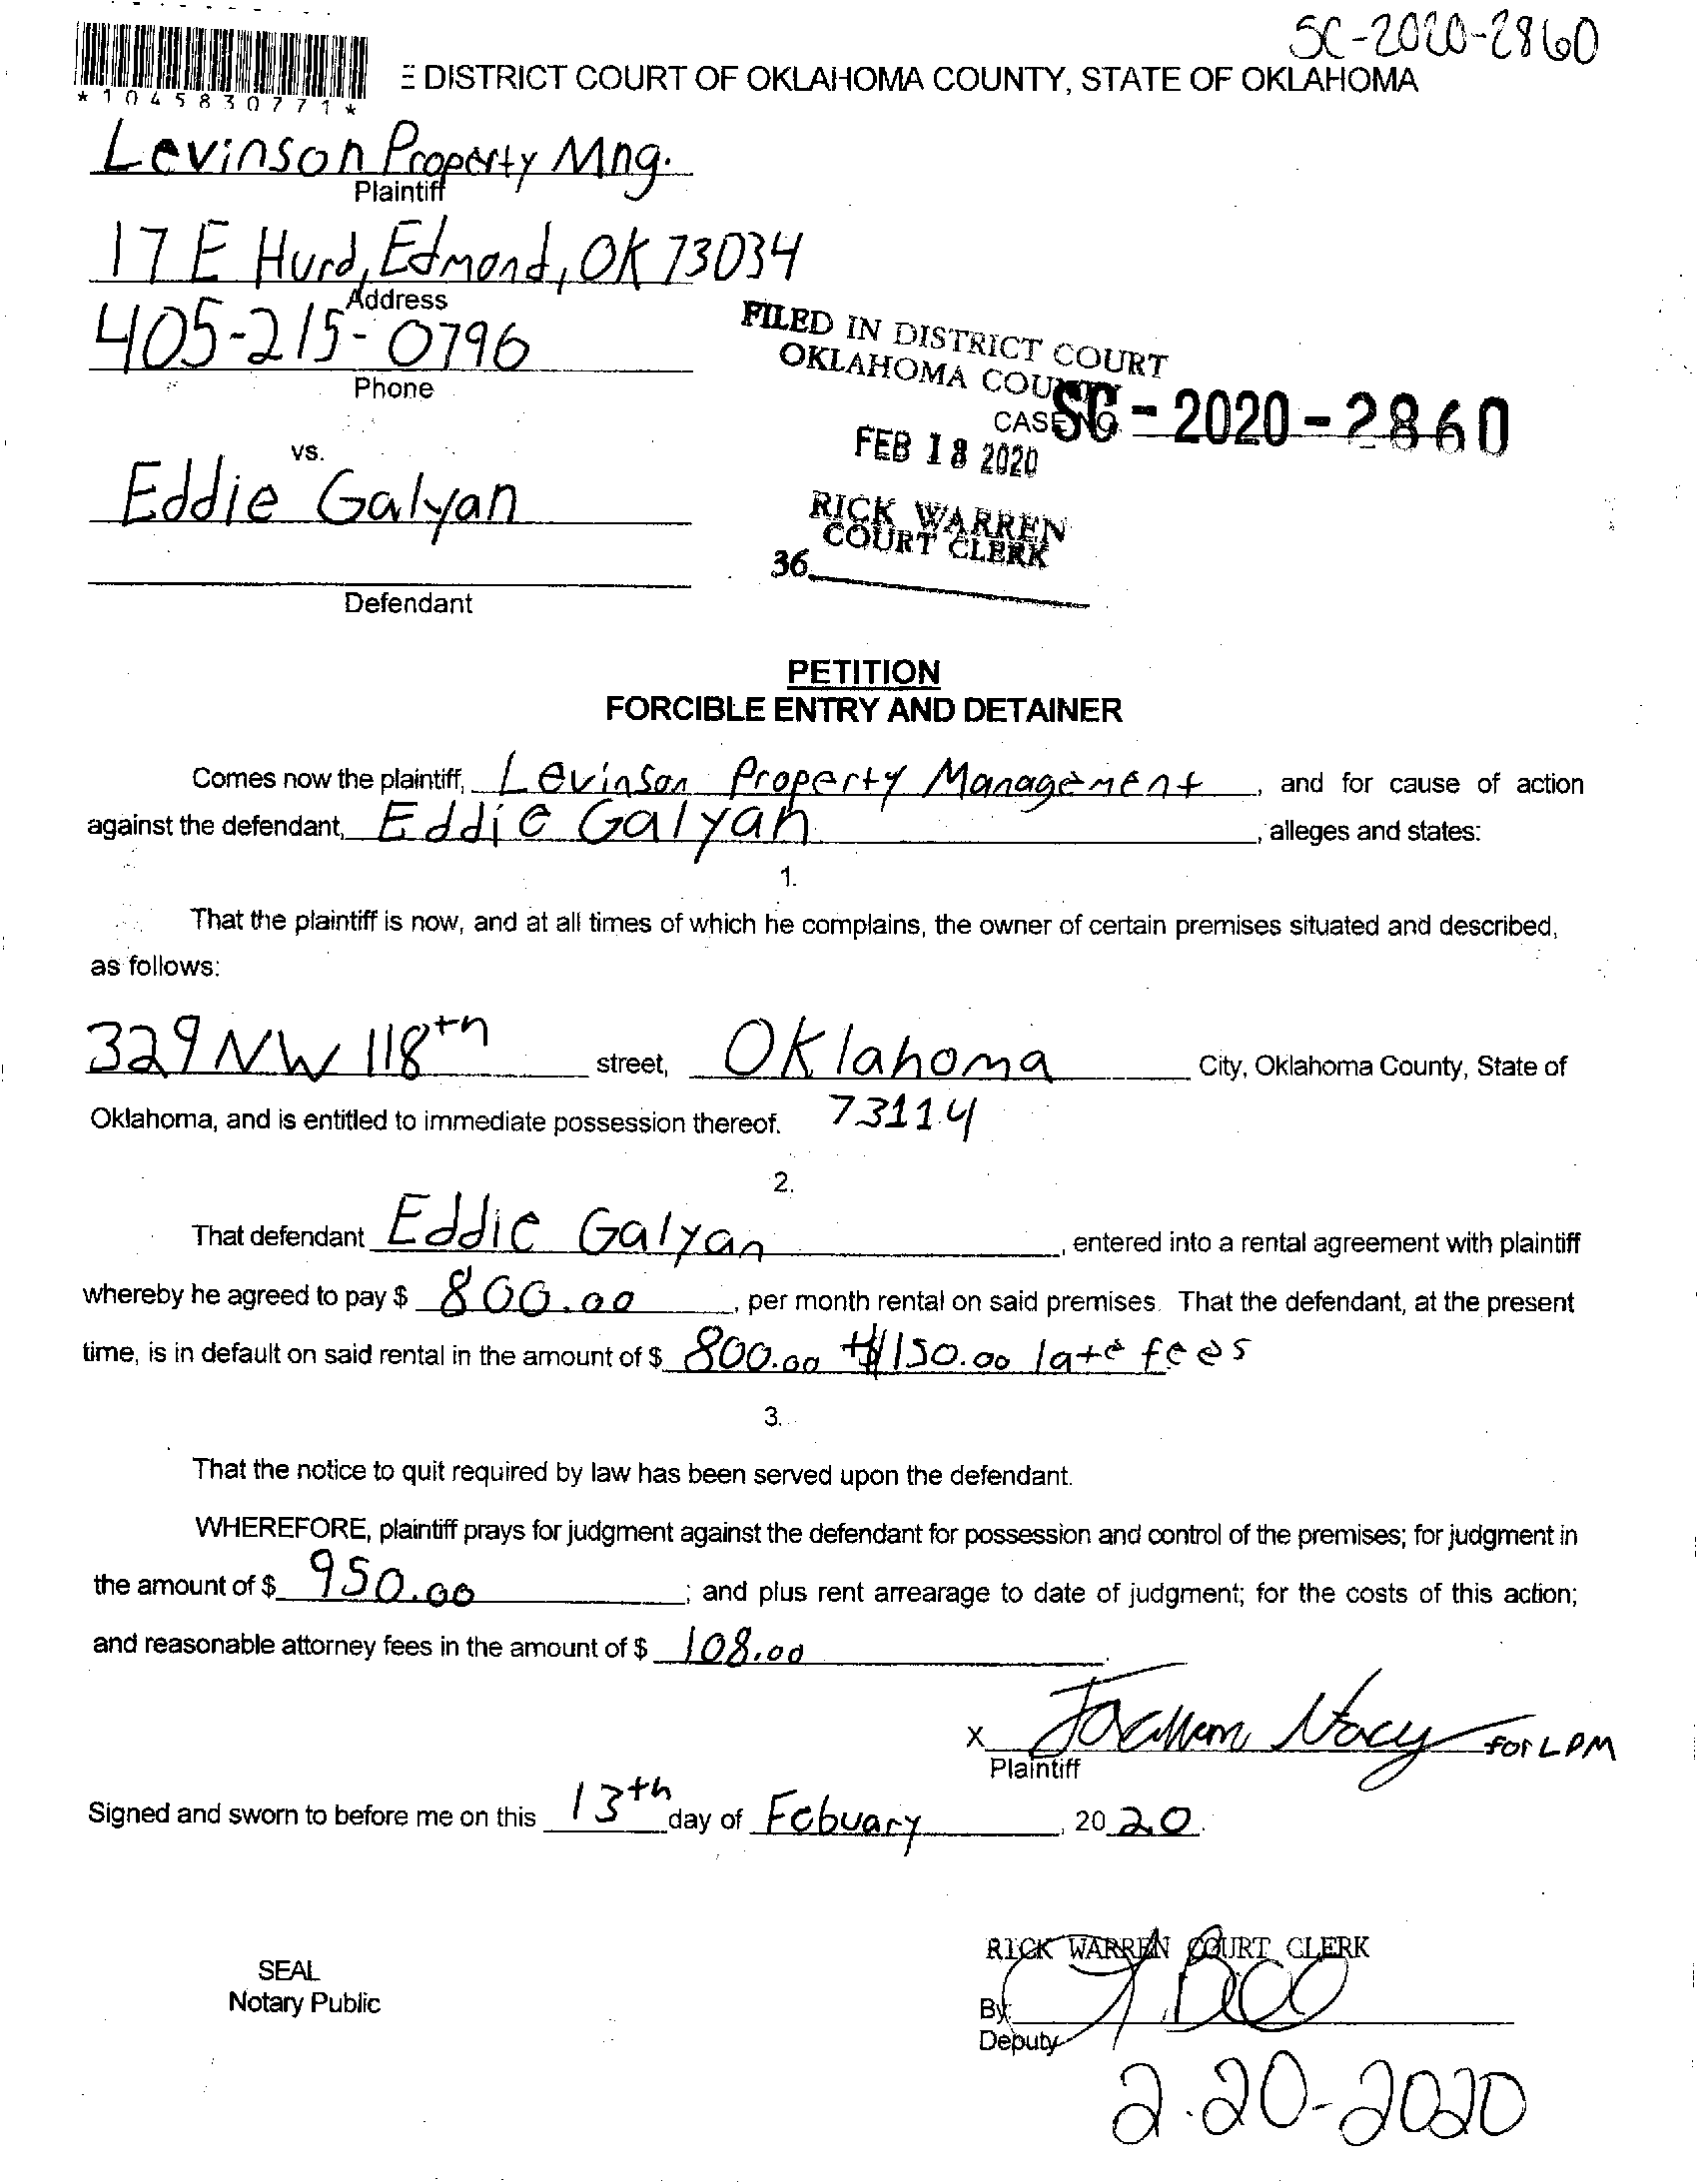 SC-2020-2860
E DISTRICT COURT OF OKLAHOMA COUNTY, STATE OF OKLAHOMA
*1045830771*
Levinson Property Mng.
Plaintiff
17 E Hurd, Edmond, OK 73034
Address
405-215-0796
Phone
FILED IN DISTRICT COURT
OKLAHOMA COUNTY
CASE NO. SC-2020-2860
FEB 18 2020
vs.
Eddie Galyan
RICK WARREN
COURT CLERK
36
Defendant
PETITION
FORCIBLE ENTRY AND DETAINER
Comes now the plaintiff, Levinson Property Management, and for cause of action
against the defendant, Eddie Galyan, alleges and states:
1.
That the plaintiff is now, and at all times of which he complains, the owner of certain premises situated and described,
as follows:
329 NW 118th street, Oklahoma City, Oklahoma County, State of
Oklahoma, and is entitled to immediate possession thereof. 73114
2.
That defendant Eddie Galyan, entered into a rental agreement with plaintiff
whereby he agreed to pay $ 800.00, per month rental on said premises. That the defendant, at the present
time, is in default on said rental in the amount of $ 800.00 +$150.00 late fees
3.
That the notice to quit required by law has been served upon the defendant.
WHEREFORE, plaintiff prays for judgment against the defendant for possession and control of the premises; for judgment in
the amount of $ 950.00; and plus rent arrearage to date of judgment; for the costs of this action;
and reasonable attorney fees in the amount of $ 108.00.
X for LPM
Plaintiff
Signed and sworn to before me on this 13th day of Febuary, 2020.
RICK WARREN COURT CLERK
SEAL
Notary Public
By:
Deputy
2-20-2020